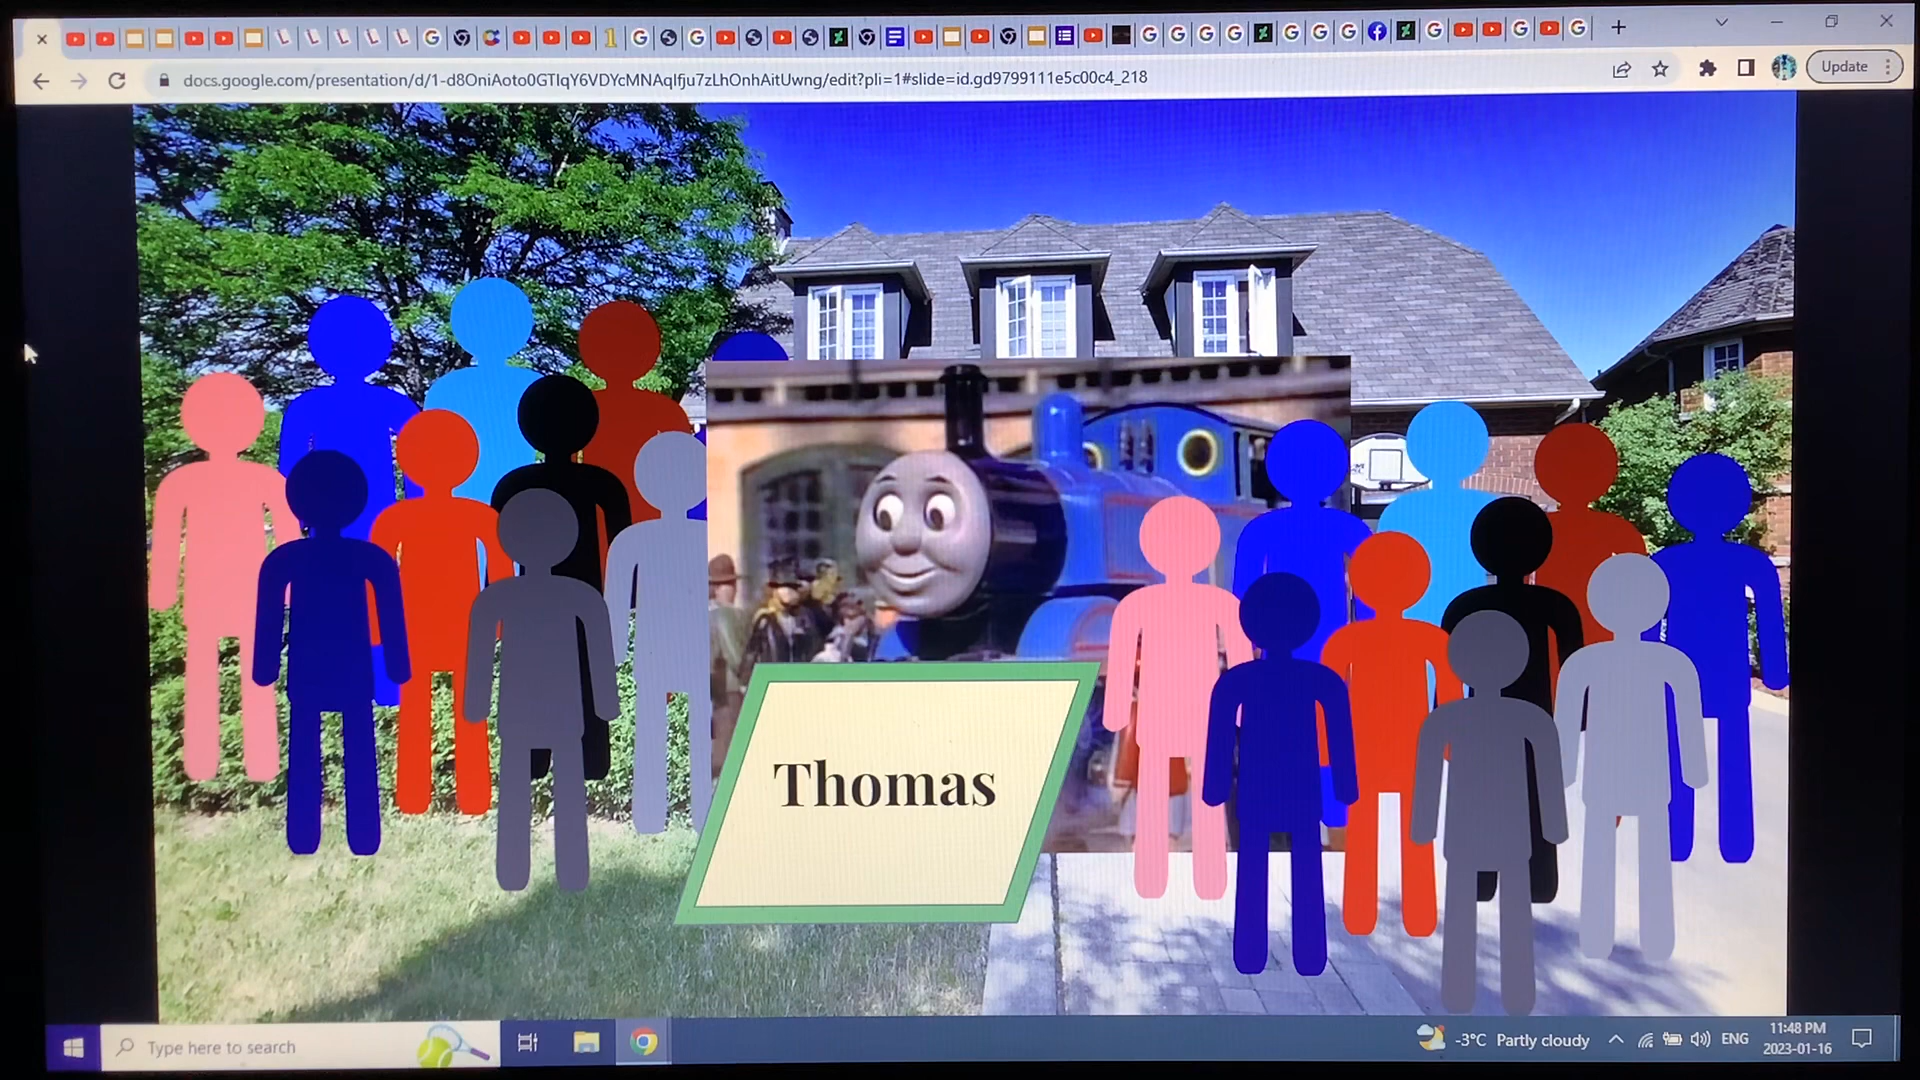 docs.google.com/presentation/d/1-d8OniAoto0GTlqY6VDYcMNAqlfju7zLhOnhAitUwng/edit?pli=1#slide=id.gd9799111e5c00c4_218
Update
Thomas
Type here to search
-3°C Partly cloudy
ENG
11:48 PM
2023-01-16